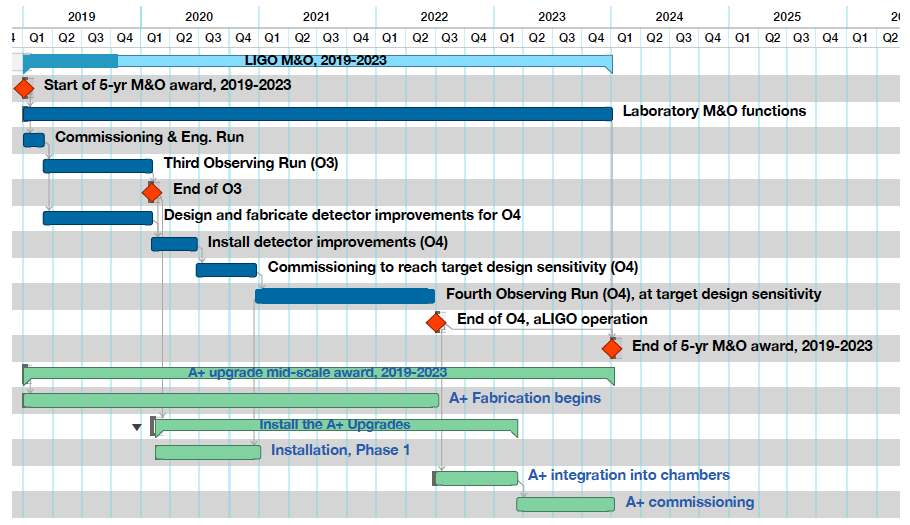 2019 2020 2021 2022 2023 2024 2025 20
4 Q1 Q2 Q3 Q4 Q1 Q2 Q3 Q4 Q1 Q2 Q3 Q4 Q1 Q2 Q3 Q4 Q1 Q2 Q3 Q4 Q1 Q2 Q3 Q4 Q1 Q2 Q3 Q4 Q1 Q2
LIGO M&O, 2019-2023
Start of 5-yr M&O award, 2019-2023
Laboratory M&O functions
Commissioning & Eng. Run
Third Observing Run (O3)
End of O3
Design and fabricate detector improvements for O4
Install detector improvements (O4)
Commissioning to reach target design sensitivity (O4)
Fourth Observing Run (O4), at target design sensitivity
End of O4, aLIGO operation
End of 5-yr M&O award, 2019-2023
A+ upgrade mid-scale award, 2019-2023
A+ Fabrication begins
Install the A+ Upgrades
Installation, Phase 1
A+ integration into chambers
A+ commissioning